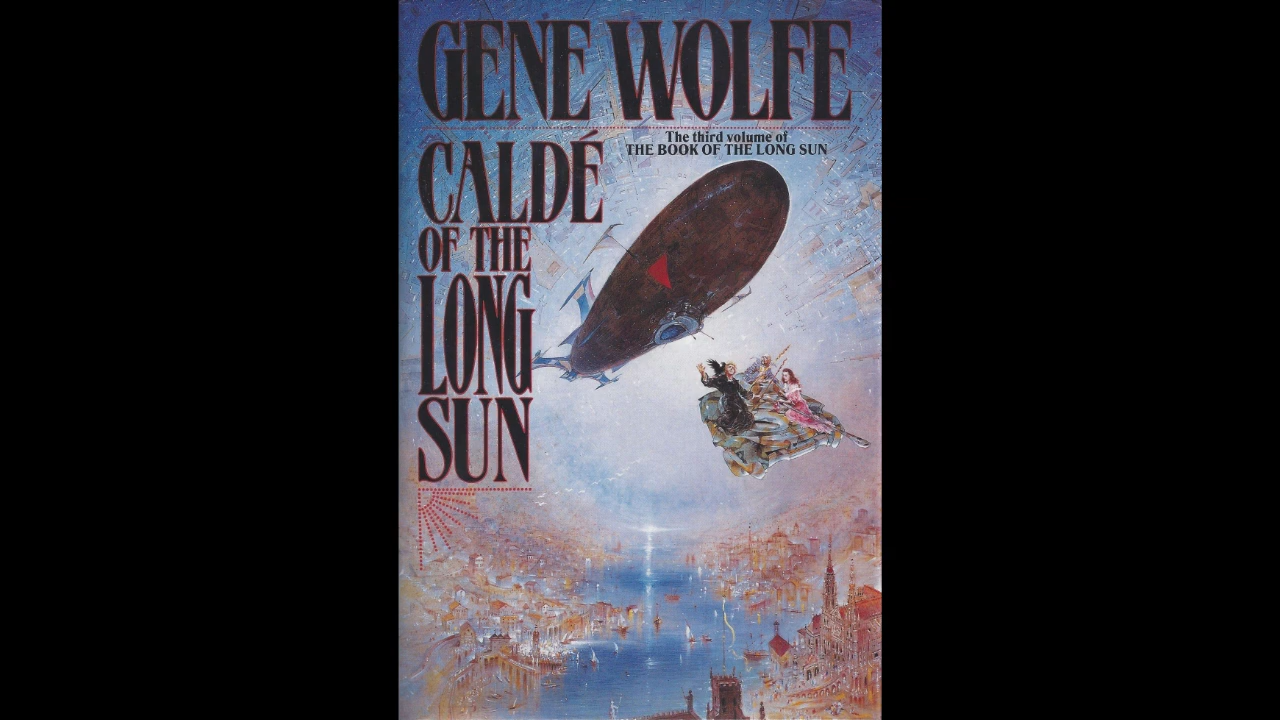 GENE WOLFE
The third volume of
THE BOOK OF THE LONG SUN
CALDÉ
OF THE
LONG
SUN